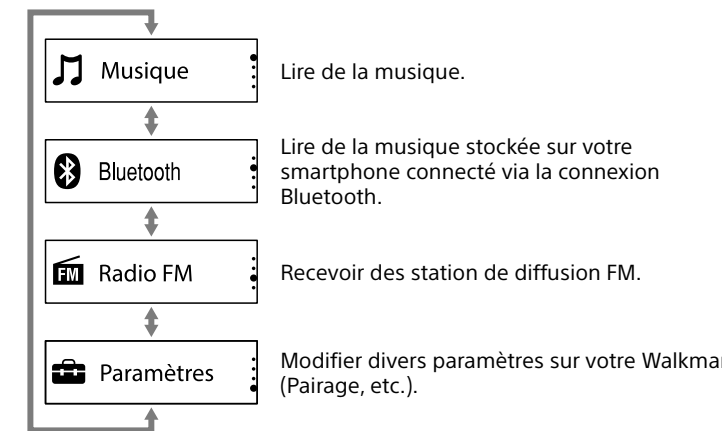 Musique
Lire de la musique.
Bluetooth
Lire de la musique stockée sur votre
smartphone connecté via la connexion
Bluetooth.
FM Radio FM
Recevoir des station de diffusion FM.
Paramètres
Modifier divers paramètres sur votre
(Pairage, etc.).